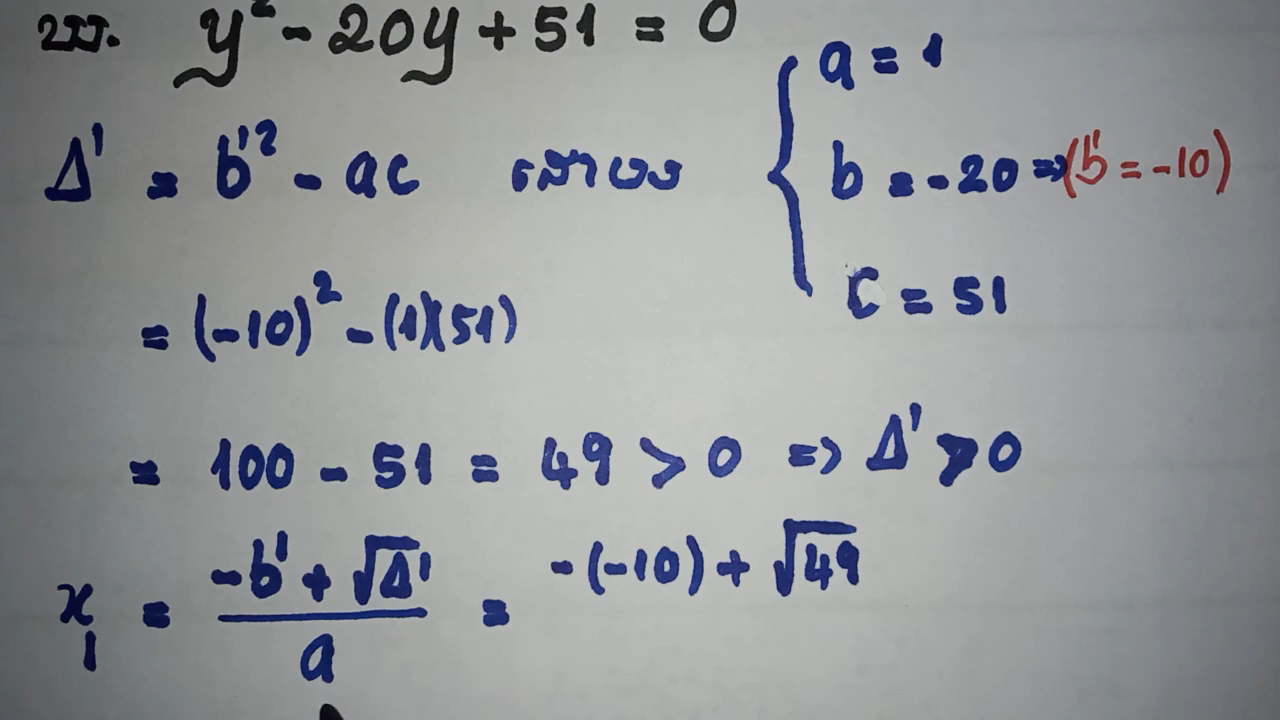 y² - 20y + 51 = 0
a = 1
Δ' = b'² - ac
b = -20 => (b' = -10)
c = 51
= (-10)² - (1)(51)
= 100 - 51 = 49 > 0 => Δ' > 0
x₁ = (-b' + √Δ')/a = -(-10) + √49